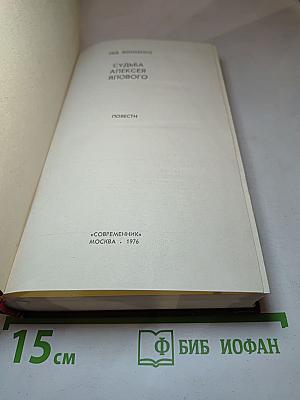 СУДЬБА
АЛЕКСЕЯ
ЯЛОВОГО
ПОВЕСТИ
«СОВРЕМЕННИК»
МОСКВА • 1976
15 см
Ф БИБ ИОФАН